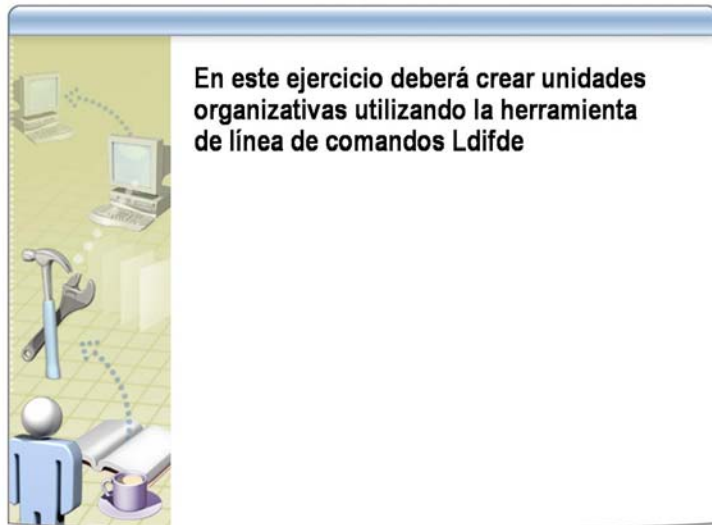 En este ejercicio deberá crear unidades
organizativas utilizando la herramienta
de línea de comandos Ldifde